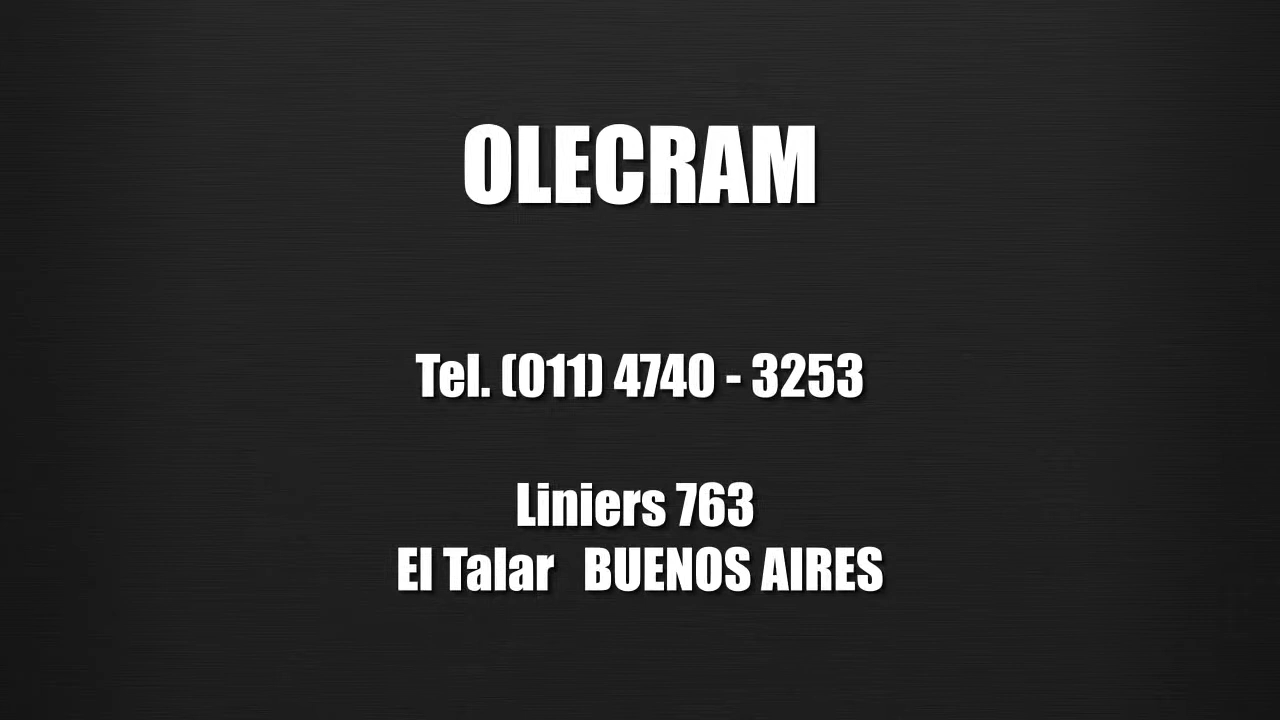 OLECRAM
Tel. (011) 4740 - 3253
Liniers 763
El Talar BUENOS AIRES